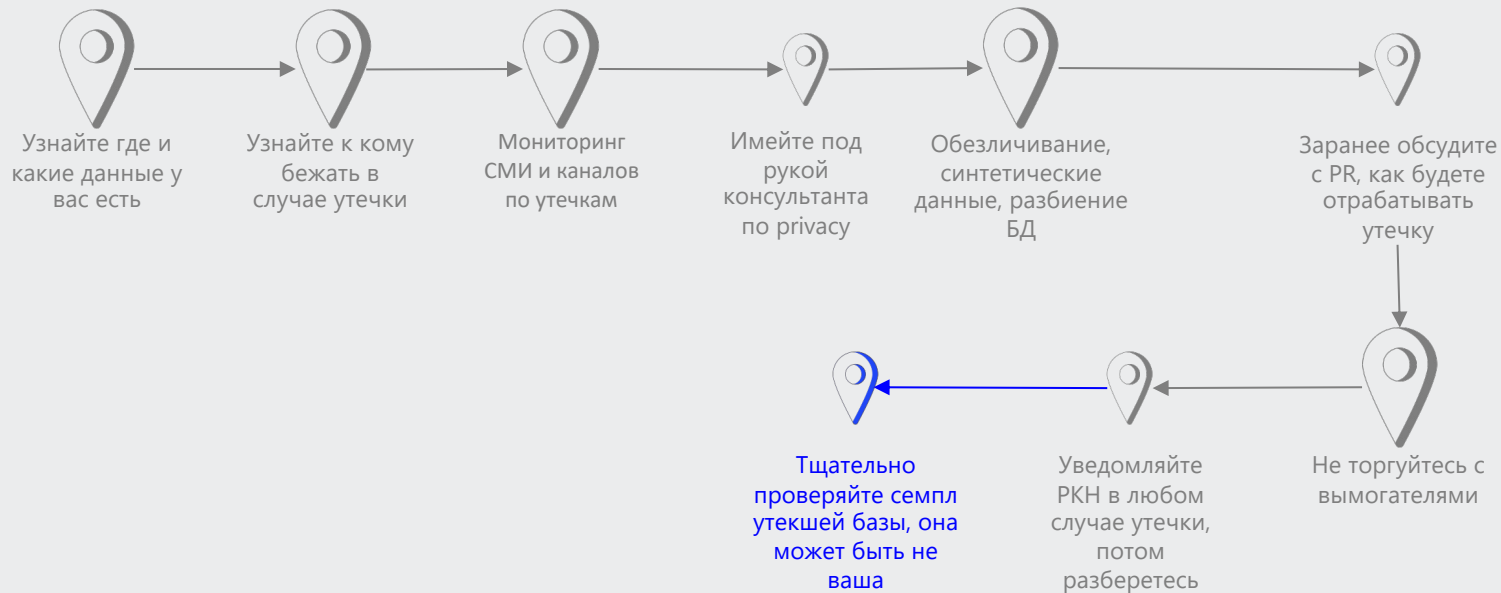 Узнайте где и
какие данные у
вас есть
Узнайте к кому
бежать в
случае утечки
Мониторинг
СМИ и каналов
по утечкам
Имейте под
рукой
консультанта
по privacy
Обезличивание,
синтетические
данные, разбиение
БД
Заранее обсудите
с PR, как будете
отрабатывать
утечку
Не торгуйтесь с
вымогателями
Уведомляйте
РКН в любом
случае утечки,
потом
разберетесь
Тщательно
проверяйте семпл
утекшей базы, она
может быть не
ваша